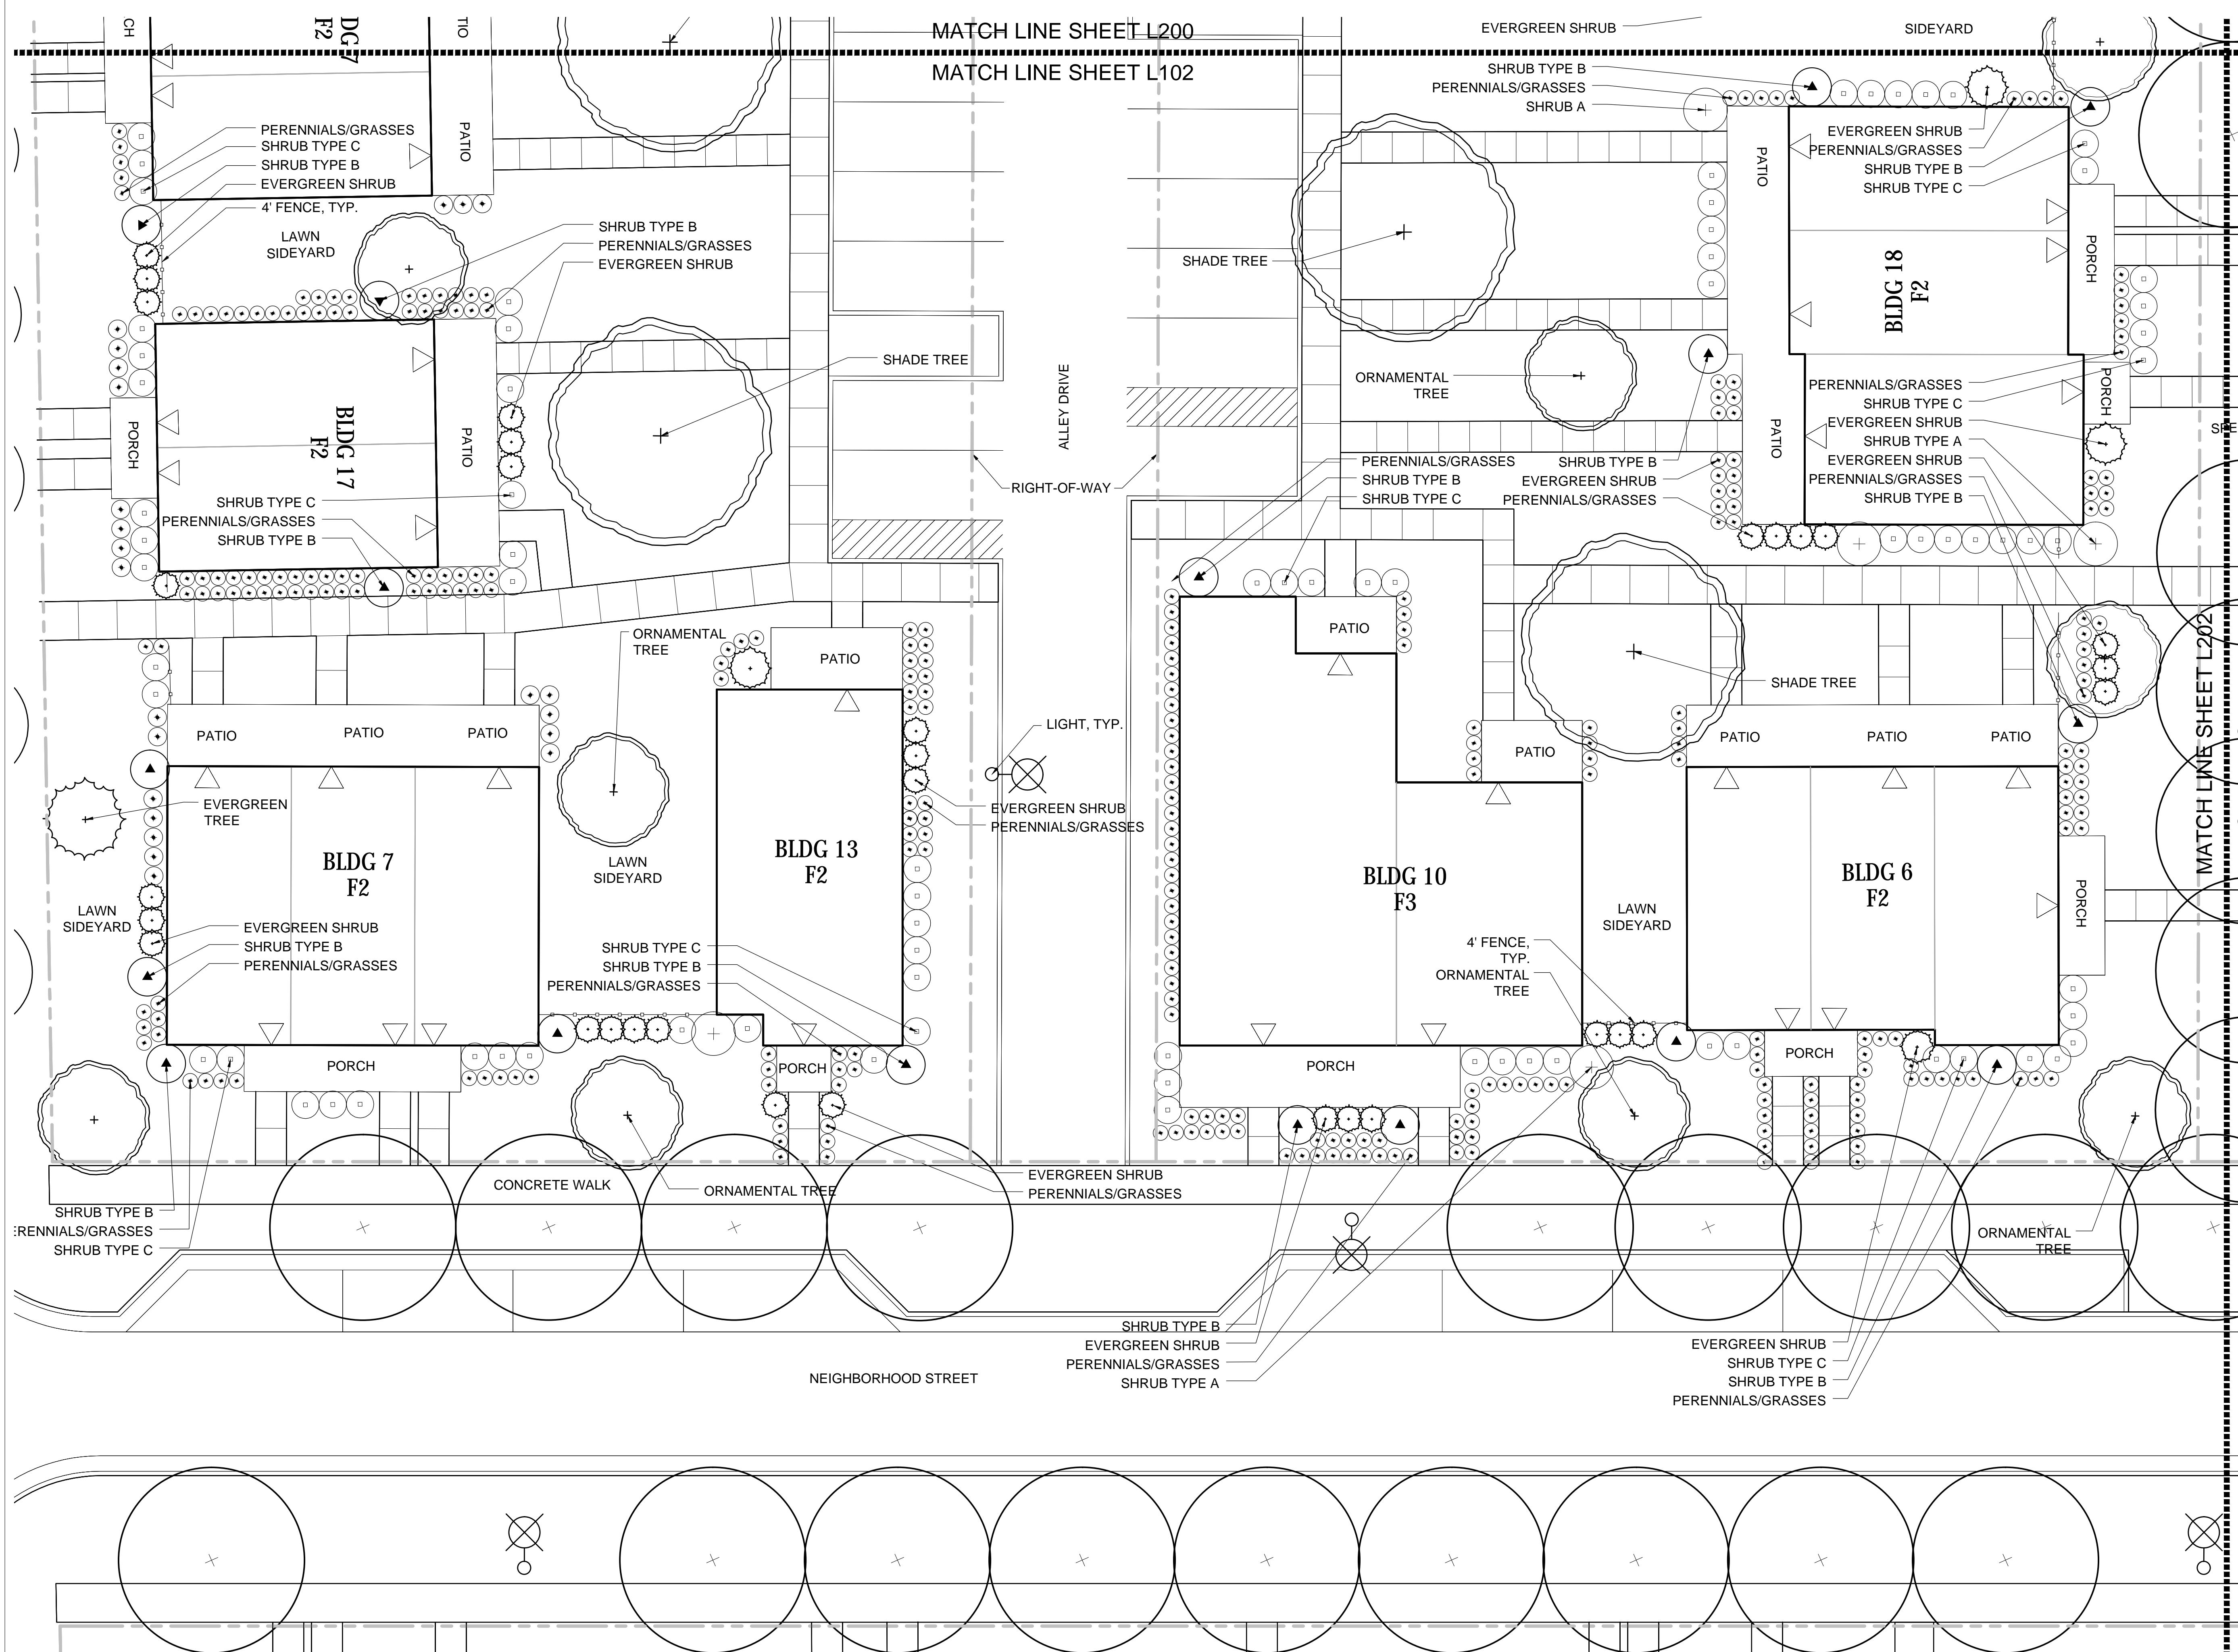 MATCH LINE SHEET L200
MATCH LINE SHEET L102
CH
F2
TIO
EVERGREEN SHRUB
SIDEYARD
SHRUB TYPE B
PERENNIALS/GRASSES
SHRUB A
PERENNIALS/GRASSES
SHRUB TYPE C
SHRUB TYPE B
EVERGREEN SHRUB
4' FENCE, TYP.
PATIO
LAWN
SIDEYARD
SHRUB TYPE B
PERENNIALS/GRASSES
EVERGREEN SHRUB
SHADE TREE
EVERGREEN SHRUB
PERENNIALS/GRASSES
SHRUB TYPE B
SHRUB TYPE C
PATIO
PORCH
BLDG 18
F2
SHADE TREE
ALLEY DRIVE
ORNAMENTAL
TREE
PERENNIALS/GRASSES
SHRUB TYPE C
EVERGREEN SHRUB
SHRUB TYPE A
EVERGREEN SHRUB
PERENNIALS/GRASSES
SHRUB TYPE B
PORCH
PATIO
PORCH
BLDG 17
F2
PATIO
SHRUB TYPE C
PERENNIALS/GRASSES
SHRUB TYPE B
RIGHT-OF-WAY
PERENNIALS/GRASSES
SHRUB TYPE B
SHRUB TYPE C
SHRUB TYPE B
EVERGREEN SHRUB
PERENNIALS/GRASSES
ORNAMENTAL
TREE
PATIO
PATIO
SHADE TREE
MATCH LINE SHEET L202
PATIO
PATIO
PATIO
LIGHT, TYP.
PATIO
PATIO
PATIO
PATIO
EVERGREEN
TREE
EVERGREEN SHRUB
PERENNIALS/GRASSES
BLDG 7
F2
LAWN
SIDEYARD
BLDG 13
F2
BLDG 10
F3
BLDG 6
F2
PORCH
LAWN
SIDEYARD
LAWN
SIDEYARD
EVERGREEN SHRUB
SHRUB TYPE B
PERENNIALS/GRASSES
SHRUB TYPE C
SHRUB TYPE B
PERENNIALS/GRASSES
4' FENCE,
TYP.
ORNAMENTAL
TREE
PORCH
PORCH
PORCH
PORCH
CONCRETE WALK
ORNAMENTAL TREE
EVERGREEN SHRUB
PERENNIALS/GRASSES
SHRUB TYPE B
ERENNIALS/GRASSES
SHRUB TYPE C
ORNAMENTAL
TREE
SHRUB TYPE B
EVERGREEN SHRUB
PERENNIALS/GRASSES
SHRUB TYPE A
EVERGREEN SHRUB
SHRUB TYPE C
SHRUB TYPE B
PERENNIALS/GRASSES
NEIGHBORHOOD STREET